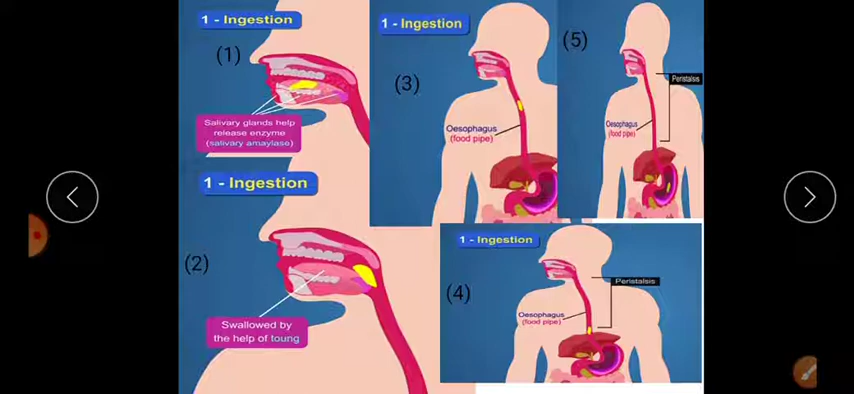 1 - Ingestion
(1)
Salivary glands help
release enzyme
(salivary amaylase)
1 - Ingestion
(2)
Swallowed by
the help of toung
1 - Ingestion
(3)
Oesophagus
(food pipe)
(5)
Peristalsis
Oesophagus
(food pipe)
1 - Ingestion
(4)
Peristalsis
Oesophagus
(food pipe)